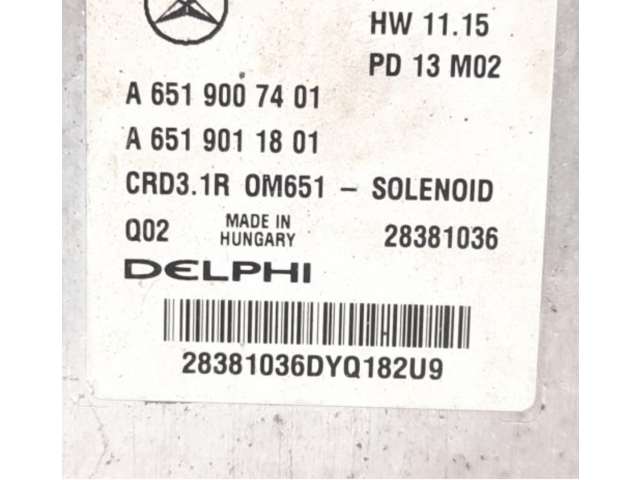 HW 11.15
PD 13 M02
A 651 900 74 01
A 651 901 18 01
CRD3.1R OM651 – SOLENOID
Q02 MADE IN HUNGARY 28381036
DELPHI
28381036DYQ182U9